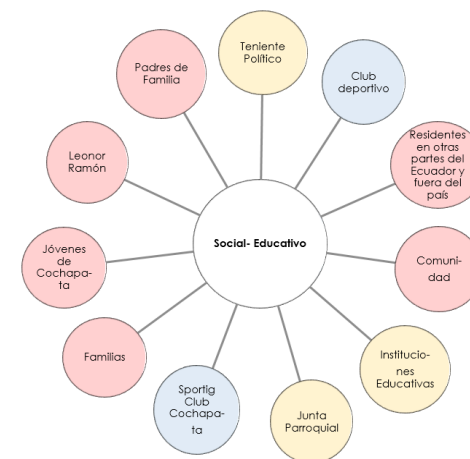 Teniente
Político
Club
deportivo
Residentes
en otras
partes del
Ecuador y
fuera del
país
Comuni-
dad
Institucio-
nes
Educativas
Junta
Parroquial
Sportig
Club
Cochapa-
ta
Familias
Jóvenes
de
Cochapa-
ta
Leonor
Ramón
Padres de
Familia
Social- Educativo